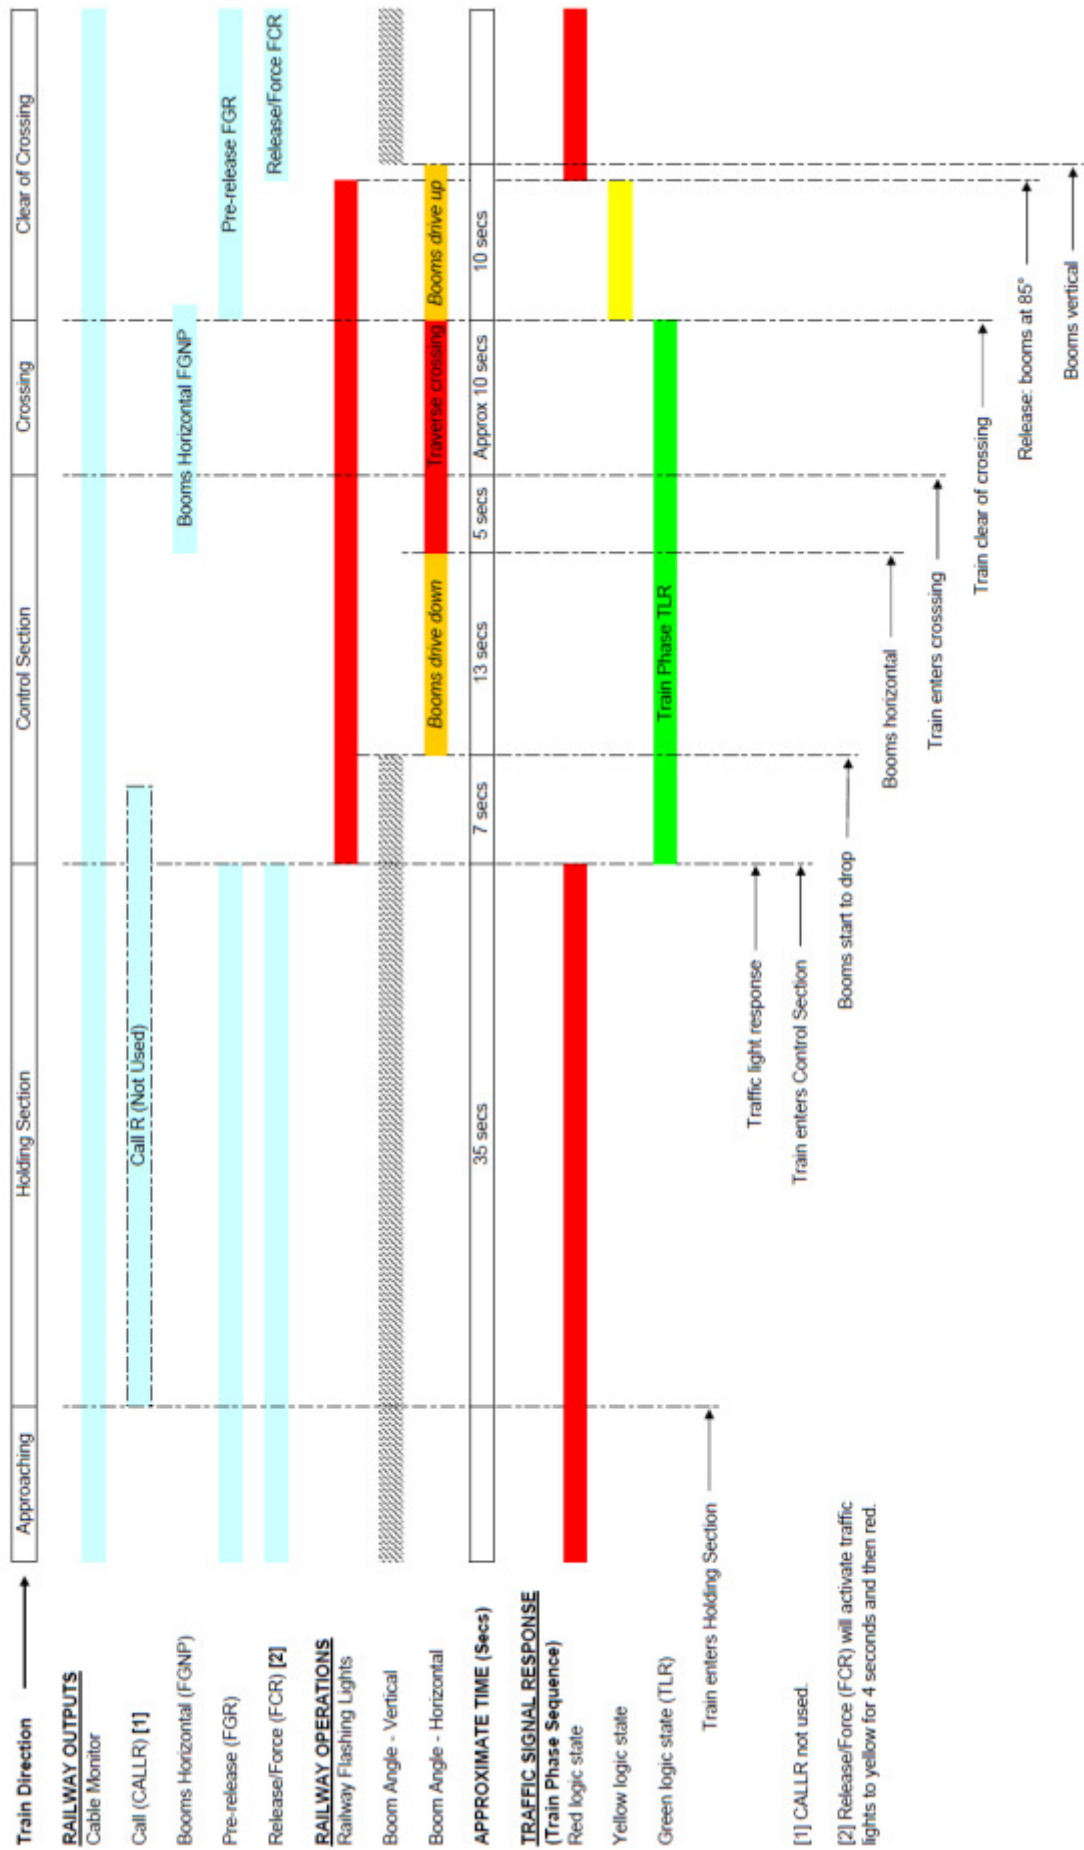 Train Direction
Approaching
Holding Section
Control Section
Crossing
Clear of Crossing
RAILWAY OUTPUTS
Cable Monitor
Call (CALLR) [1]
Call R (Not Used)
Booms Horizontal (FGNP)
Booms Horizontal FGNP
Pre-release (FGR)
Pre-release FGR
Release/Force (FCR) [2]
Release/Force FCR
RAILWAY OPERATIONS
Railway Flashing Lights
Boom Angle - Vertical
Boom Angle - Horizontal
Booms drive down
Traverse crossing
Booms drive up
APPROXIMATE TIME (Secs)
35 secs
7 secs
13 secs
5 secs
Approx 10 secs
10 secs
TRAFFIC SIGNAL RESPONSE
(Train Phase Sequence)
Red logic state
Yellow logic state
Green logic state (TLR)
Train Phase TLR
Train enters Holding Section
Traffic light response
Train enters Control Section
Booms start to drop
Booms horizontal
Train enters crosssing
Train clear of crossing
Release: booms at 85°
Booms vertical
[1] CALLR not used.
[2] Release/Force (FCR) will activate traffic
lights to yellow for 4 seconds and then red.